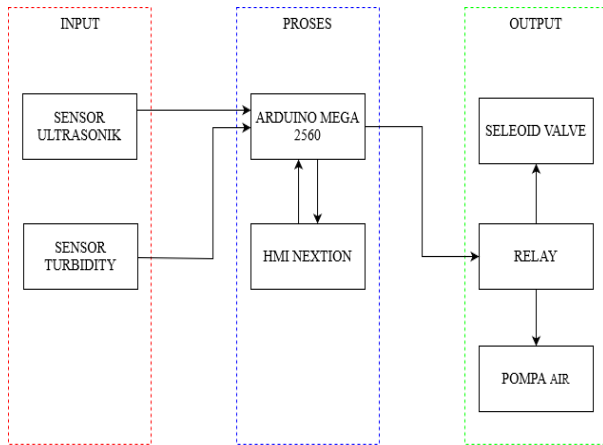 INPUT
PROSES
OUTPUT
SENSOR
ULTRASONIK
ARDUINO MEGA
2560
SELEOID VALVE
SENSOR
TURBIDITY
HMI NEXTION
RELAY
POMPA AIR